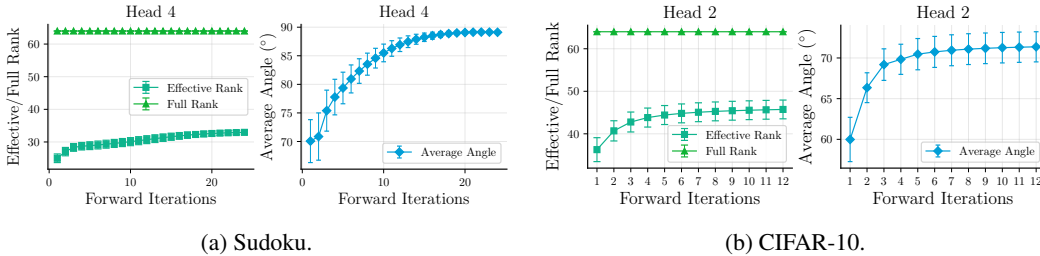 Head 4
Effective/Full Rank
60
50
40
30
Effective Rank
Full Rank
0
10
20
Forward Iterations
Head 4
Average Angle (°)
90
85
80
75
70
Average Angle
0
10
20
Forward Iterations
(a) Sudoku.
Head 2
Effective/Full Rank
60
50
40
Effective Rank
Full Rank
1 2 3 4 5 6 7 8 9 10 11 12
Forward Iterations
Head 2
Average Angle (°)
70
65
60
Average Angle
1 2 3 4 5 6 7 8 9 10 11 12
Forward Iterations
(b) CIFAR-10.